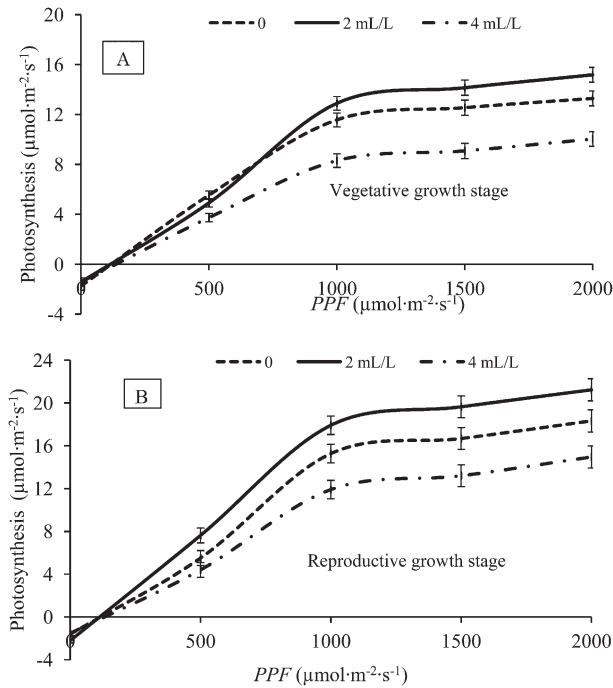 20
0
2 mL/L
4 mL/L
A
16
12
8
4
0
-4
Photosynthesis (µmol·m⁻²·s⁻¹)
Vegetative growth stage
0
500
1000
1500
2000
PPF (µmol·m⁻²·s⁻¹)
24
0
2 mL/L
4 mL/L
B
20
16
12
8
4
0
-4
Photosynthesis (µmol·m⁻²·s⁻¹)
Reproductive growth stage
0
500
1000
1500
2000
PPF (µmol·m⁻²·s⁻¹)